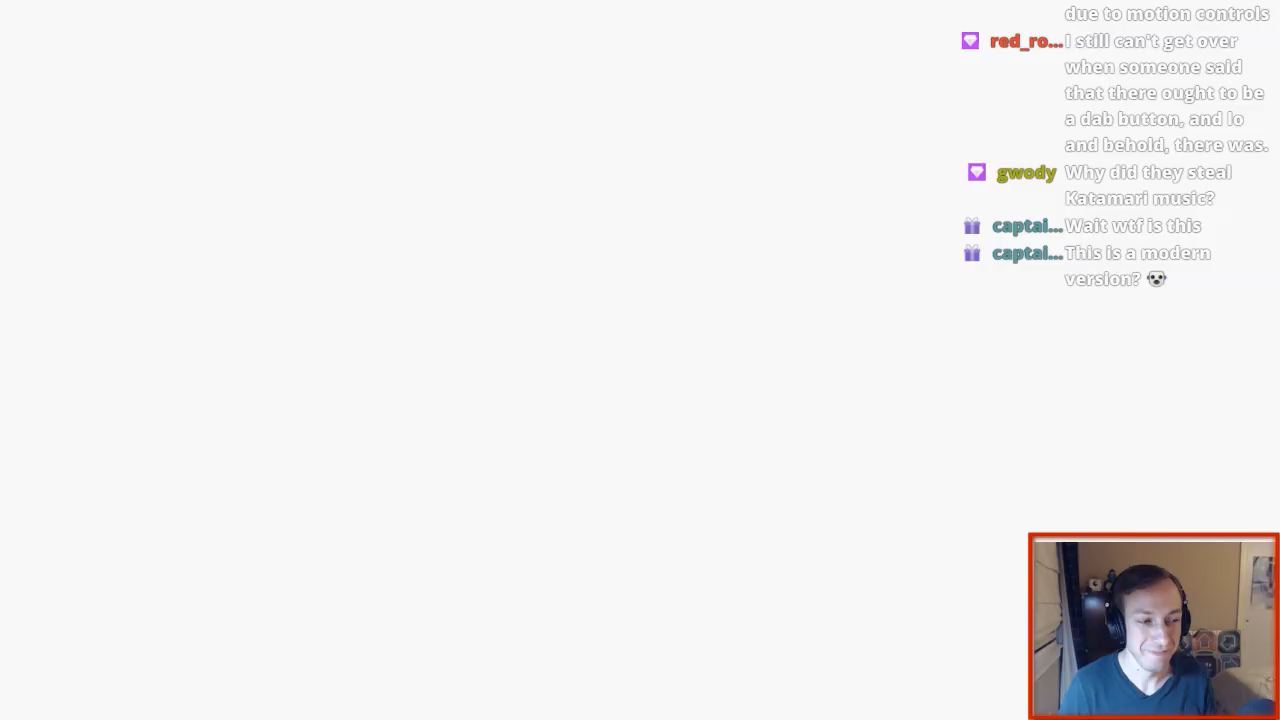 due to motion controls
red_ro... I still can't get over
when someone said
that there ought to be
a dab button, and lo
and behold, there was.
gwody Why did they steal
Katamari music?
captai... Wait wtf is this
captai... This is a modern
version?